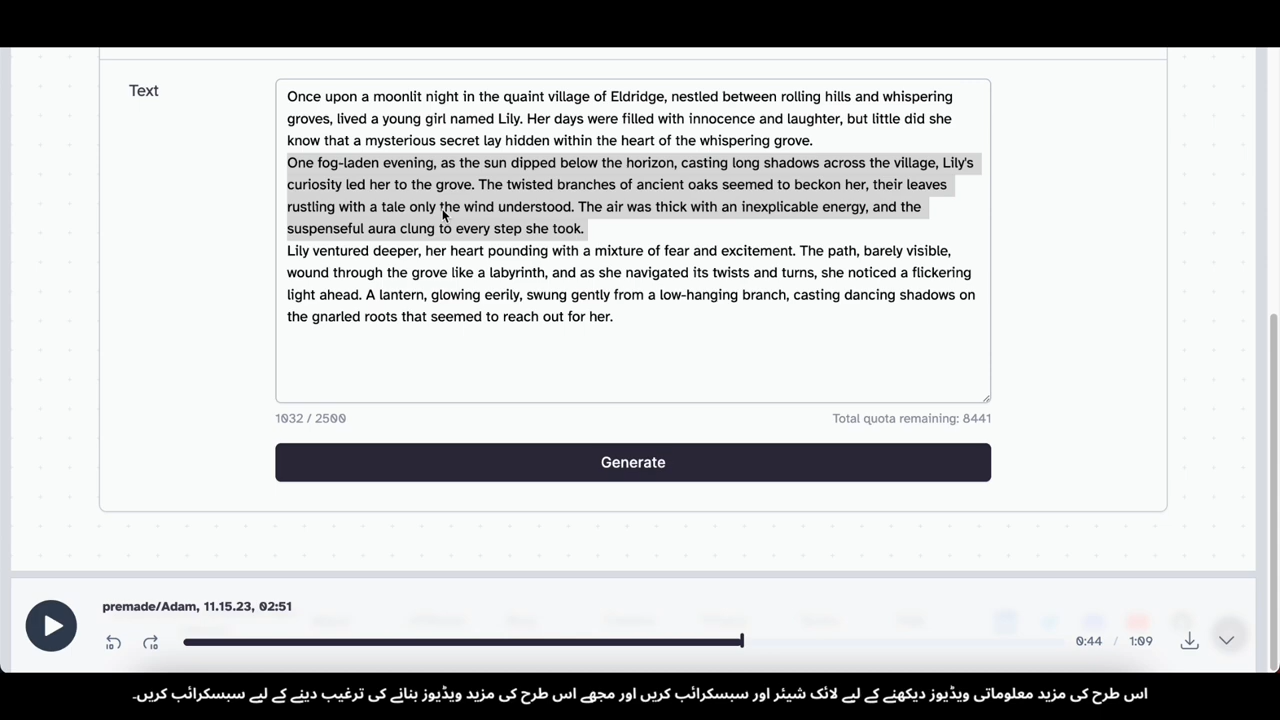 Text
Once upon a moonlit night in the quaint village of Eldridge, nestled between rolling hills and whispering
groves, lived a young girl named Lily. Her days were filled with innocence and laughter, but little did she
know that a mysterious secret lay hidden within the heart of the whispering grove.
One fog-laden evening, as the sun dipped below the horizon, casting long shadows across the village, Lily's
curiosity led her to the grove. The twisted branches of ancient oaks seemed to beckon her, their leaves
rustling with a tale only the wind understood. The air was thick with an inexplicable energy, and the
suspenseful aura clung to every step she took.
Lily ventured deeper, her heart pounding with a mixture of fear and excitement. The path, barely visible,
wound through the grove like a labyrinth, and as she navigated its twists and turns, she noticed a flickering
light ahead. A lantern, glowing eerily, swung gently from a low-hanging branch, casting dancing shadows on
the gnarled roots that seemed to reach out for her.
1032 / 2500 Total quota remaining: 8441
Generate
premade/Adam, 11.15.23, 02:51
10 10 0:44 / 1:09
اس طرح کی مزید معلوماتی ویڈیوز دیکھنے کے لیے لائک شیئر اور سبسکرائب کریں اور مجھے اس طرح کی مزید ویڈیوز بنانے کی ترغیب دینے کے لیے سبسکرائب کریں۔